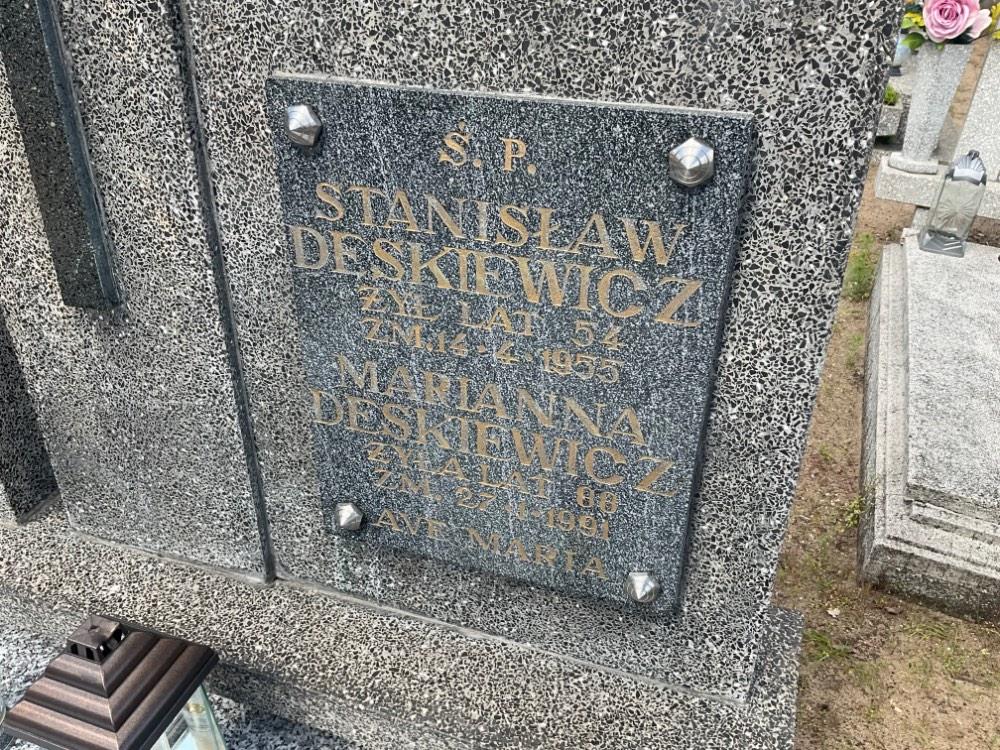 Ś. P.
STANISŁAW
DESKIEWICZ
ŻYŁ LAT 54
ZM. 14·4·1955
MARIANNA
DESKIEWICZ
ŻYŁA LAT 88
ZM. 27·1·1991
AVE MARIA